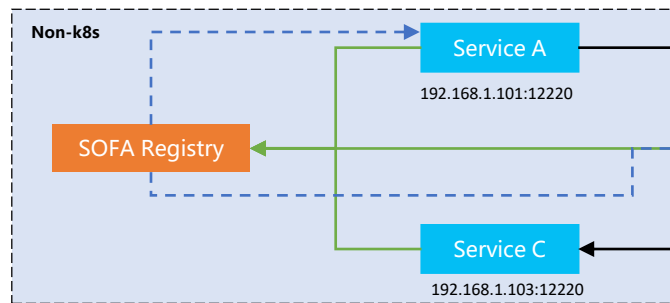 Non-k8s
Service A
192.168.1.101:12220
SOFA Registry
Service C
192.168.1.103:12220